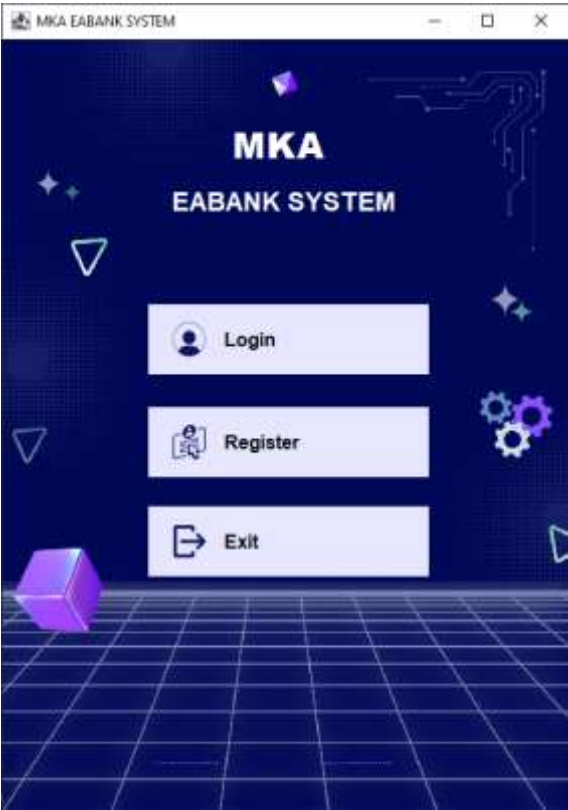 MKA EABANK SYSTEM
MKA
EABANK SYSTEM
Login
Register
Exit